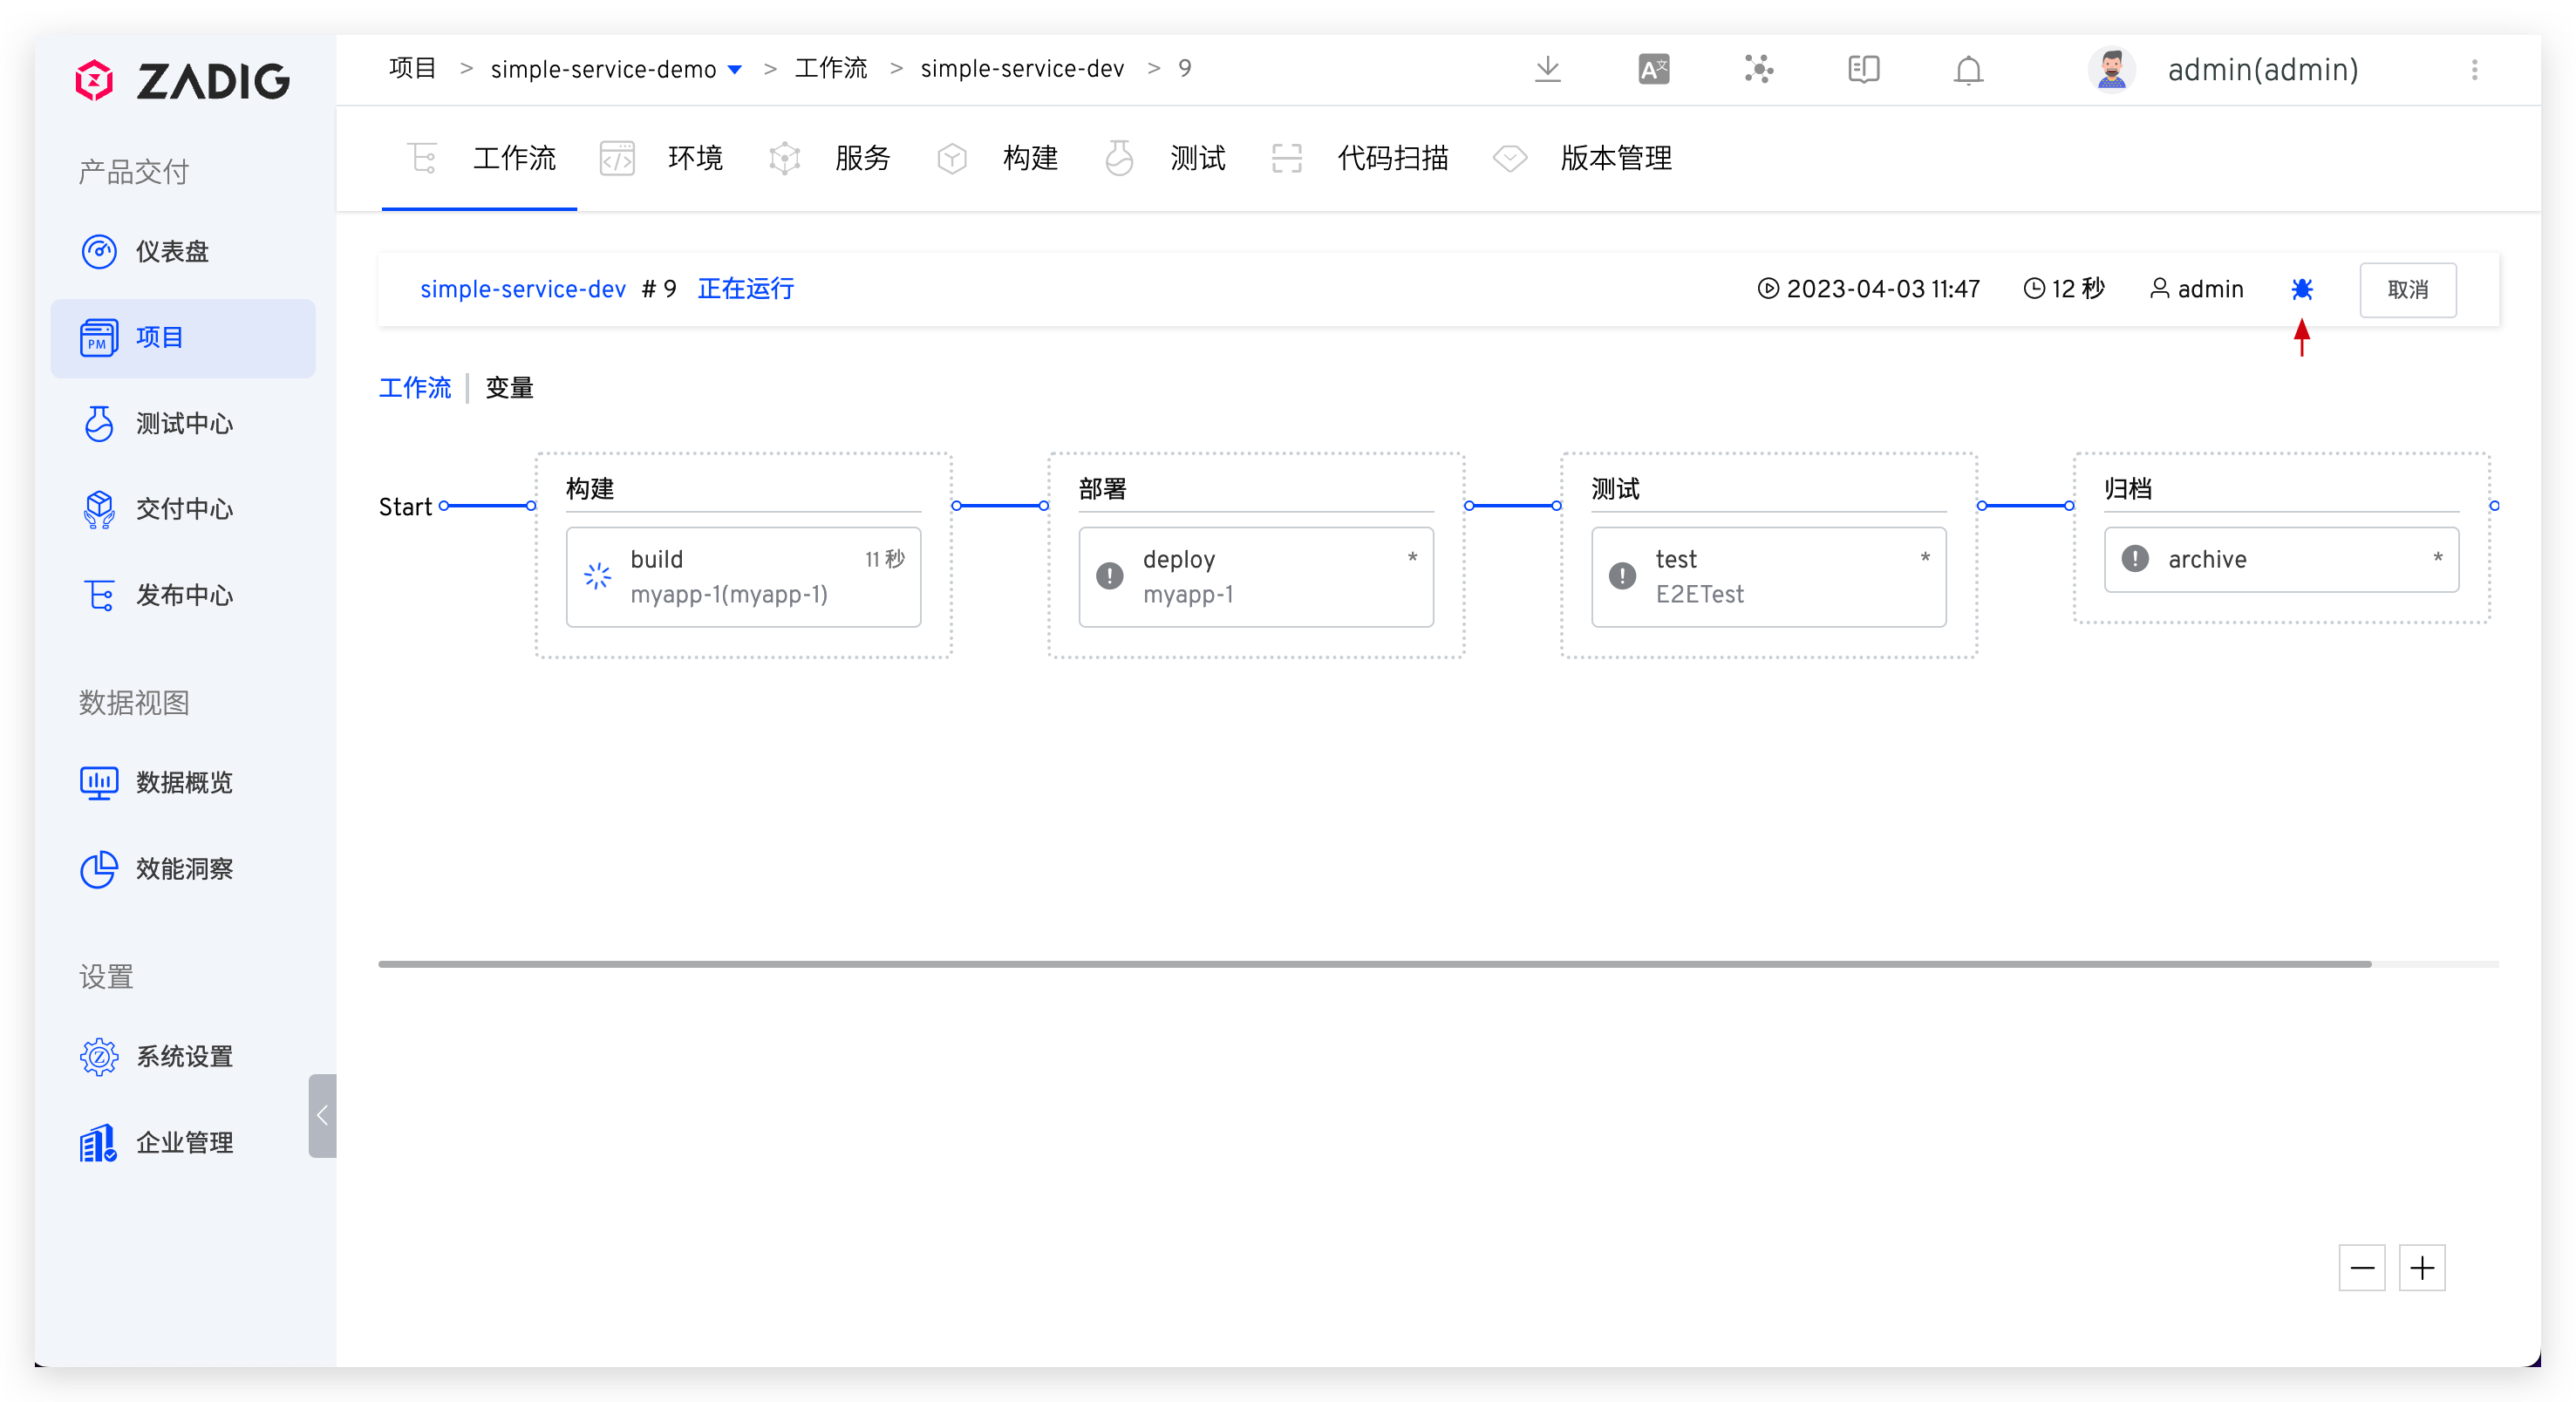 ZADIG
项目 > simple-service-demo > 工作流 > simple-service-dev > 9
admin(admin)
工作流 环境 服务 构建 测试 代码扫描 版本管理
产品交付
仪表盘
PM 项目
测试中心
交付中心
发布中心
数据视图
数据概览
效能洞察
设置
系统设置
企业管理
simple-service-dev # 9 正在运行
2023-04-03 11:47 12 秒 admin 取消
工作流 变量
Start
构建
build 11 秒
myapp-1(myapp-1)
部署
deploy *
myapp-1
测试
test *
E2ETest
归档
archive *